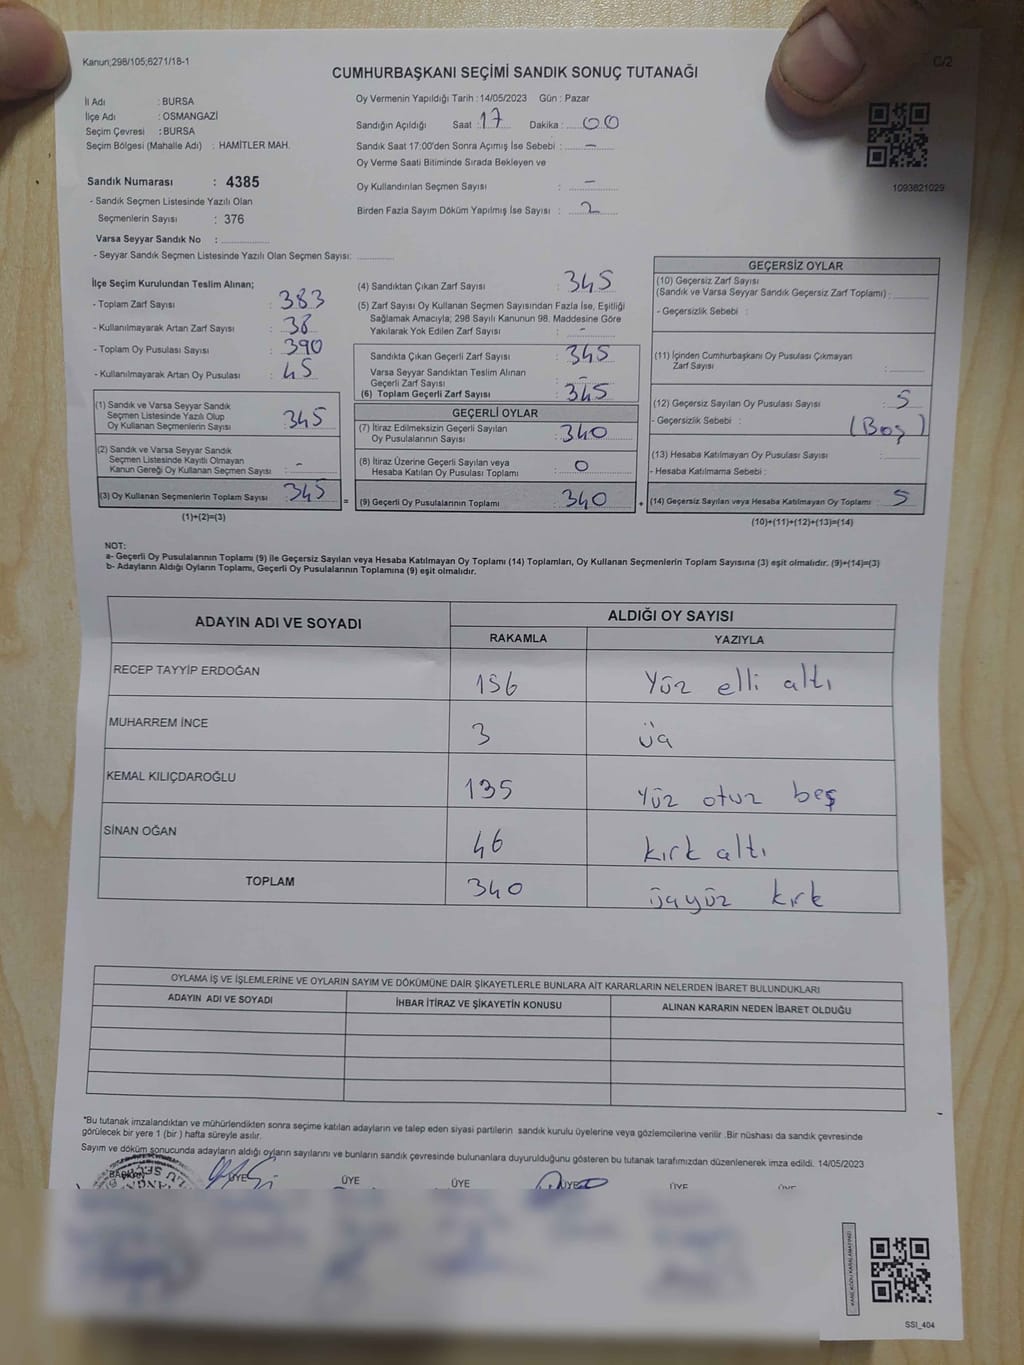 Kanun;298/105;6271/18-1
C/2
CUMHURBAŞKANI SEÇİMİ SANDIK SONUÇ TUTANAĞI
İl Adı : BURSA
İlçe Adı : OSMANGAZİ
Seçim Çevresi : BURSA
Seçim Bölgesi (Mahalle Adı) : HAMİTLER MAH.
Sandık Numarası : 4385
- Sandık Seçmen Listesinde Yazılı Olan
Seçmenlerin Sayısı : 376
Varsa Seyyar Sandık No : ................
- Seyyar Sandık Seçmen Listesinde Yazılı Olan Seçmen Sayısı: ............
Oy Vermenin Yapıldığı Tarih : 14/05/2023 Gün : Pazar
Sandığın Açıldığı Saat : 17 Dakika : 00
Sandık Saat 17:00'den Sonra Açımış İse Sebebi : -
Oy Verme Saati Bitiminde Sırada Bekleyen ve
Oy Kullandırılan Seçmen Sayısı : -
Birden Fazla Sayım Döküm Yapılmış İse Sayısı : 2
1093821029
İlçe Seçim Kurulundan Teslim Alınan;
- Toplam Zarf Sayısı : 383
- Kullanılmayarak Artan Zarf Sayısı : 38
- Toplam Oy Pusulası Sayısı : 390
- Kullanılmayarak Artan Oy Pusulası : 45
(1) Sandık ve Varsa Seyyar Sandık
Seçmen Listesinde Yazılı Olup
Oy Kullanan Seçmenlerin Sayısı : 345
(2) Sandık ve Varsa Seyyar Sandık
Seçmen Listesinde Kayıtlı Olmayan
Kanun Gereği Oy Kullanan Seçmen Sayısı : -
(3) Oy Kullanan Seçmenlerin Toplam Sayısı : 345 =
(1)+(2)=(3)
(4) Sandıktan Çıkan Zarf Sayısı : 345
(5) Zarf Sayısı Oy Kullanan Seçmen Sayısından Fazla İse, Eşitliği
Sağlamak Amacıyla; 298 Sayılı Kanunun 98. Maddesine Göre
Yakılarak Yok Edilen Zarf Sayısı : -
Sandıkta Çıkan Geçerli Zarf Sayısı : 345
Varsa Seyyar Sandıktan Teslim Alınan
Geçerli Zarf Sayısı : -
(6) Toplam Geçerli Zarf Sayısı : 345
GEÇERLİ OYLAR
(7) İtiraz Edilmeksizin Geçerli Sayılan
Oy Pusulalarının Sayısı : 340
(8) İtiraz Üzerine Geçerli Sayılan veya
Hesaba Katılan Oy Pusulası Toplamı : 0
(9) Geçerli Oy Pusulalarının Toplamı : 340 +
GEÇERSİZ OYLAR
(10) Geçersiz Zarf Sayısı
(Sandık ve Varsa Seyyar Sandık Geçersiz Zarf Toplamı) : ............
- Geçersizlik Sebebi :
(11) İçinden Cumhurbaşkanı Oy Pusulası Çıkmayan
Zarf Sayısı : ............
(12) Geçersiz Sayılan Oy Pusulası Sayısı : 5
- Geçersizlik Sebebi : (Boş)
(13) Hesaba Katılmayan Oy Pusulası Sayısı : ............
- Hesaba Katılmama Sebebi :
(14) Geçersiz Sayılan veya Hesaba Katılmayan Oy Toplamı : 5
(10)+(11)+(12)+(13)=(14)
NOT:
a- Geçerli Oy Pusulalarının Toplamı (9) ile Geçersiz Sayılan veya Hesaba Katılmayan Oy Toplamı (14) Toplamları, Oy Kullanan Seçmenlerin Toplam Sayısına (3) eşit olmalıdır. (9)+(14)=(3)
b- Adayların Aldığı Oyların Toplamı, Geçerli Oy Pusulalarının Toplamına (9) eşit olmalıdır.
ADAYIN ADI VE SOYADI ALDIĞI OY SAYISI
RAKAMLA YAZIYLA
RECEP TAYYİP ERDOĞAN 156 Yüz elli altı
MUHARREM İNCE 3 üç
KEMAL KILIÇDAROĞLU 135 Yüz otuz beş
SİNAN OĞAN 46 kırk altı
TOPLAM 340 üçyüz kırk
OYLAMA İŞ VE İŞLEMLERİNE VE OYLARIN SAYIM VE DÖKÜMÜNE DAİR ŞİKAYETLERLE BUNLARA AİT KARARLARIN NELERDEN İBARET BULUNDUKLARI
ADAYIN ADI VE SOYADI İHBAR İTİRAZ VE ŞİKAYETİN KONUSU ALINAN KARARIN NEDEN İBARET OLDUĞU
*Bu tutanak imzalandıktan ve mühürlendikten sonra seçime katılan adayların ve talep eden siyasi partilerin sandık kurulu üyelerine veya gözlemcilerine verilir .Bir nüshası da sandık çevresinde
görülecek bir yere 1 (bir ) hafta süreyle asılır.
Sayım ve döküm sonucunda adayların aldığı oyların sayılarını ve bunların sandık çevresinde bulunanlara duyurulduğunu gösteren bu tutanak tarafımızdan düzenlenerek imza edildi. 14/05/2023
BAŞKAN ÜYE ÜYE ÜYE ÜYE ÜYE ÜYE
KAREKODU KARALAMAYINIZ!
SSI_404